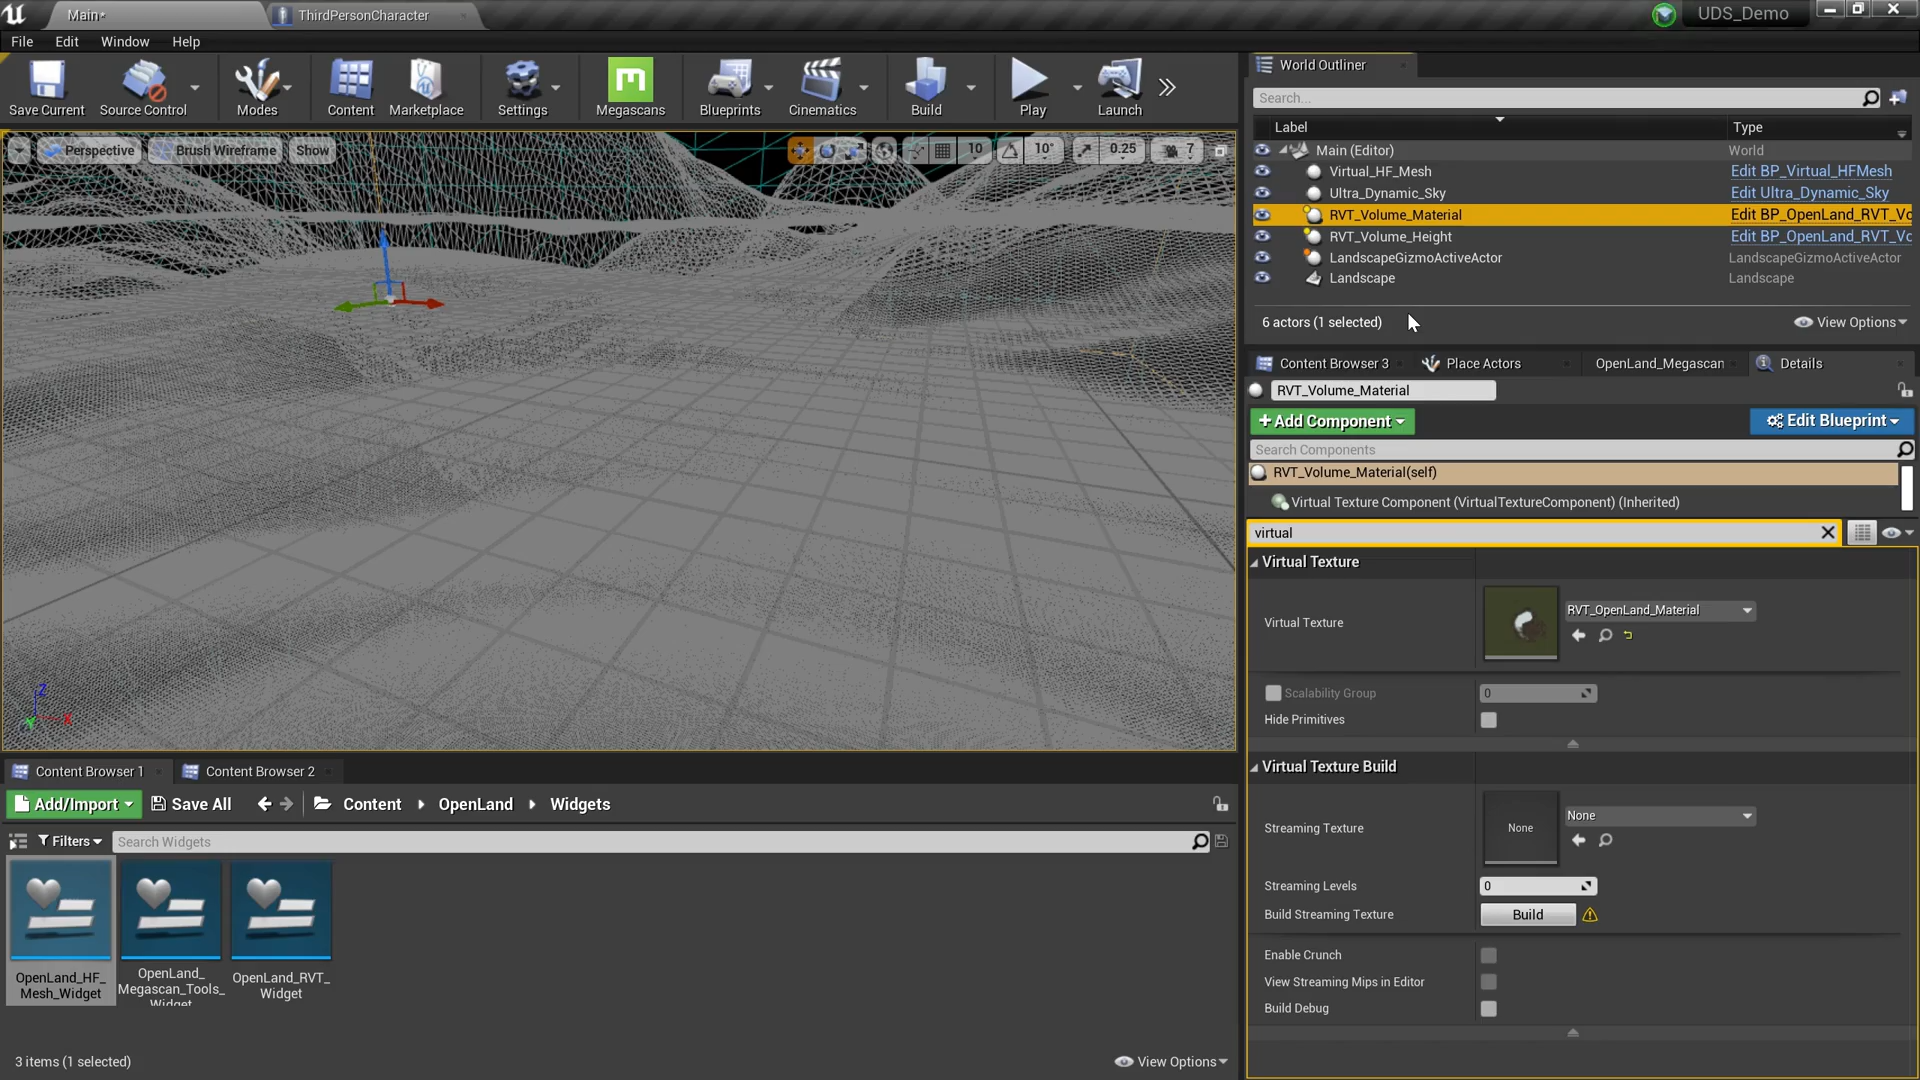 Main*
ThirdPersonCharacter
UDS_Demo
File Edit Window Help
Save Current
Source Control
Modes
Content
Marketplace
Settings
Megascans
Blueprints
Cinematics
Build
Play
Launch
Perspective
Brush Wireframe
Show
10
10°
0.25
7
World Outliner
Search...
Label Type
Main (Editor) World
Virtual_HF_Mesh Edit BP_Virtual_HFMesh
Ultra_Dynamic_Sky Edit Ultra_Dynamic_Sky
RVT_Volume_Material Edit BP_OpenLand_RVT_Vo
RVT_Volume_Height Edit BP_OpenLand_RVT_Vo
LandscapeGizmoActiveActor LandscapeGizmoActiveActor
Landscape Landscape
6 actors (1 selected)
View Options
Content Browser 3
Place Actors
OpenLand_Megascan
Details
RVT_Volume_Material
+Add Component
Edit Blueprint
Search Components
RVT_Volume_Material(self)
Virtual Texture Component (VirtualTextureComponent) (Inherited)
virtual
Virtual Texture
Virtual Texture
RVT_OpenLand_Material
Scalability Group 0
Hide Primitives
Virtual Texture Build
Streaming Texture
None
None
Streaming Levels 0
Build Streaming Texture Build
Enable Crunch
View Streaming Mips in Editor
Build Debug
Z
Y
X
Content Browser 1
Content Browser 2
Add/Import
Save All
Content
OpenLand
Widgets
Filters
Search Widgets
OpenLand_HF_
Mesh_Widget
OpenLand_
Megascan_Tools_
Widget
OpenLand_RVT_
Widget
3 items (1 selected)
View Options